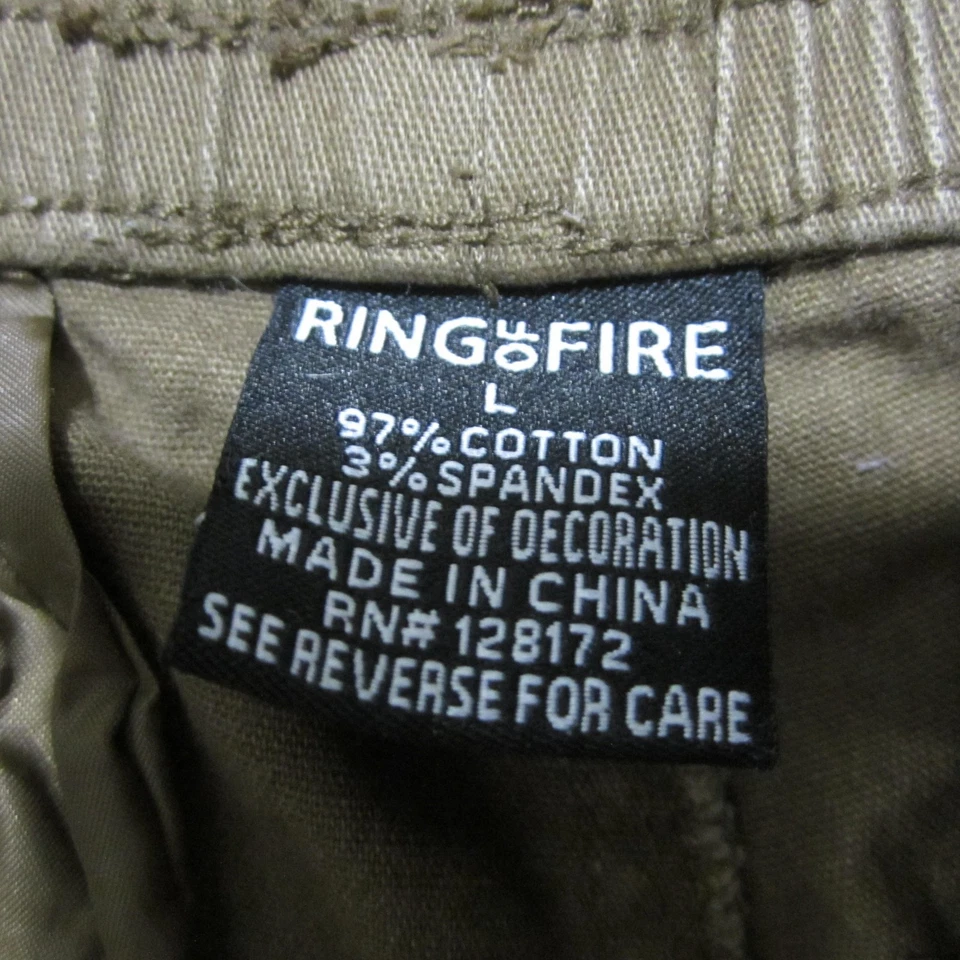 RING OF FIRE
L
97% COTTON
3% SPANDEX
EXCLUSIVE OF DECORATION
MADE IN CHINA
RN# 128172
SEE REVERSE FOR CARE